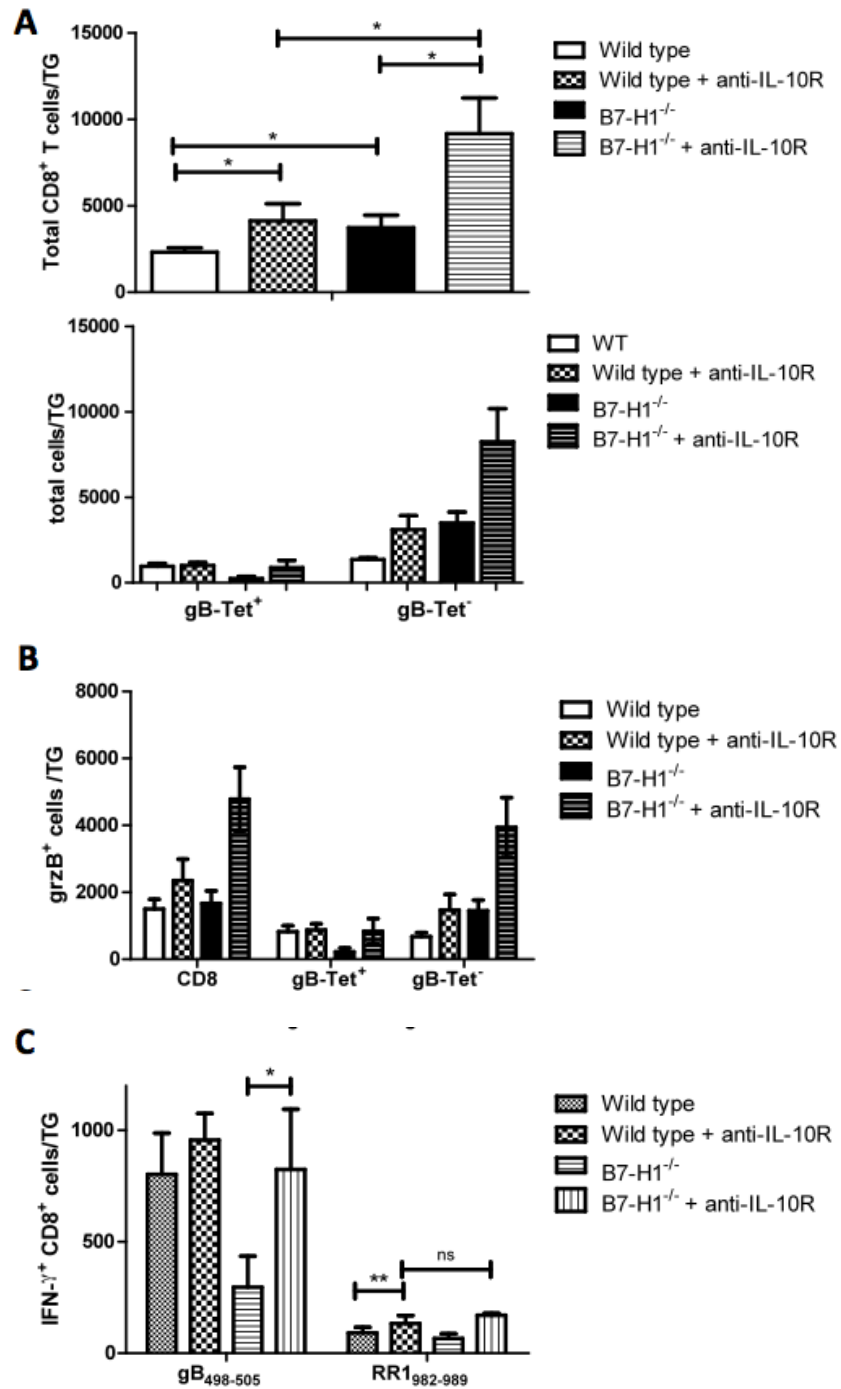 A
Total CD8⁺ T cells/TG
15000
10000
5000
0
*
*
*
*
Wild type
Wild type + anti-IL-10R
B7-H1⁻/⁻
B7-H1⁻/⁻ + anti-IL-10R
total cells/TG
15000
10000
5000
0
gB-Tet⁺
gB-Tet⁻
WT
Wild type + anti-IL-10R
B7-H1⁻/⁻
B7-H1⁻/⁻ + anti-IL-10R
B
grzB⁺ cells /TG
8000
6000
4000
2000
0
CD8
gB-Tet⁺
gB-Tet⁻
Wild type
Wild type + anti-IL-10R
B7-H1⁻/⁻
B7-H1⁻/⁻ + anti-IL-10R
C
IFN-γ⁺ CD8⁺ cells/TG
1000
500
0
*
**
ns
gB₄₉₈₋₅₀₅
RR1₉₈₂₋₉₈₉
Wild type
Wild type + anti-IL-10R
B7-H1⁻/⁻
B7-H1⁻/⁻ + anti-IL-10R